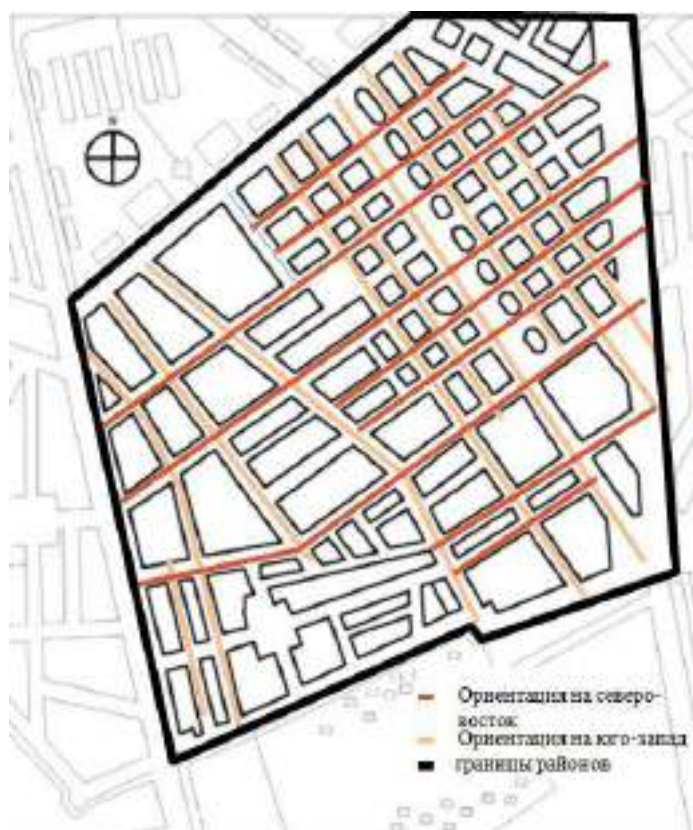 Ориентация на северо-
восток
Ориентация на юго-запад
границы районов